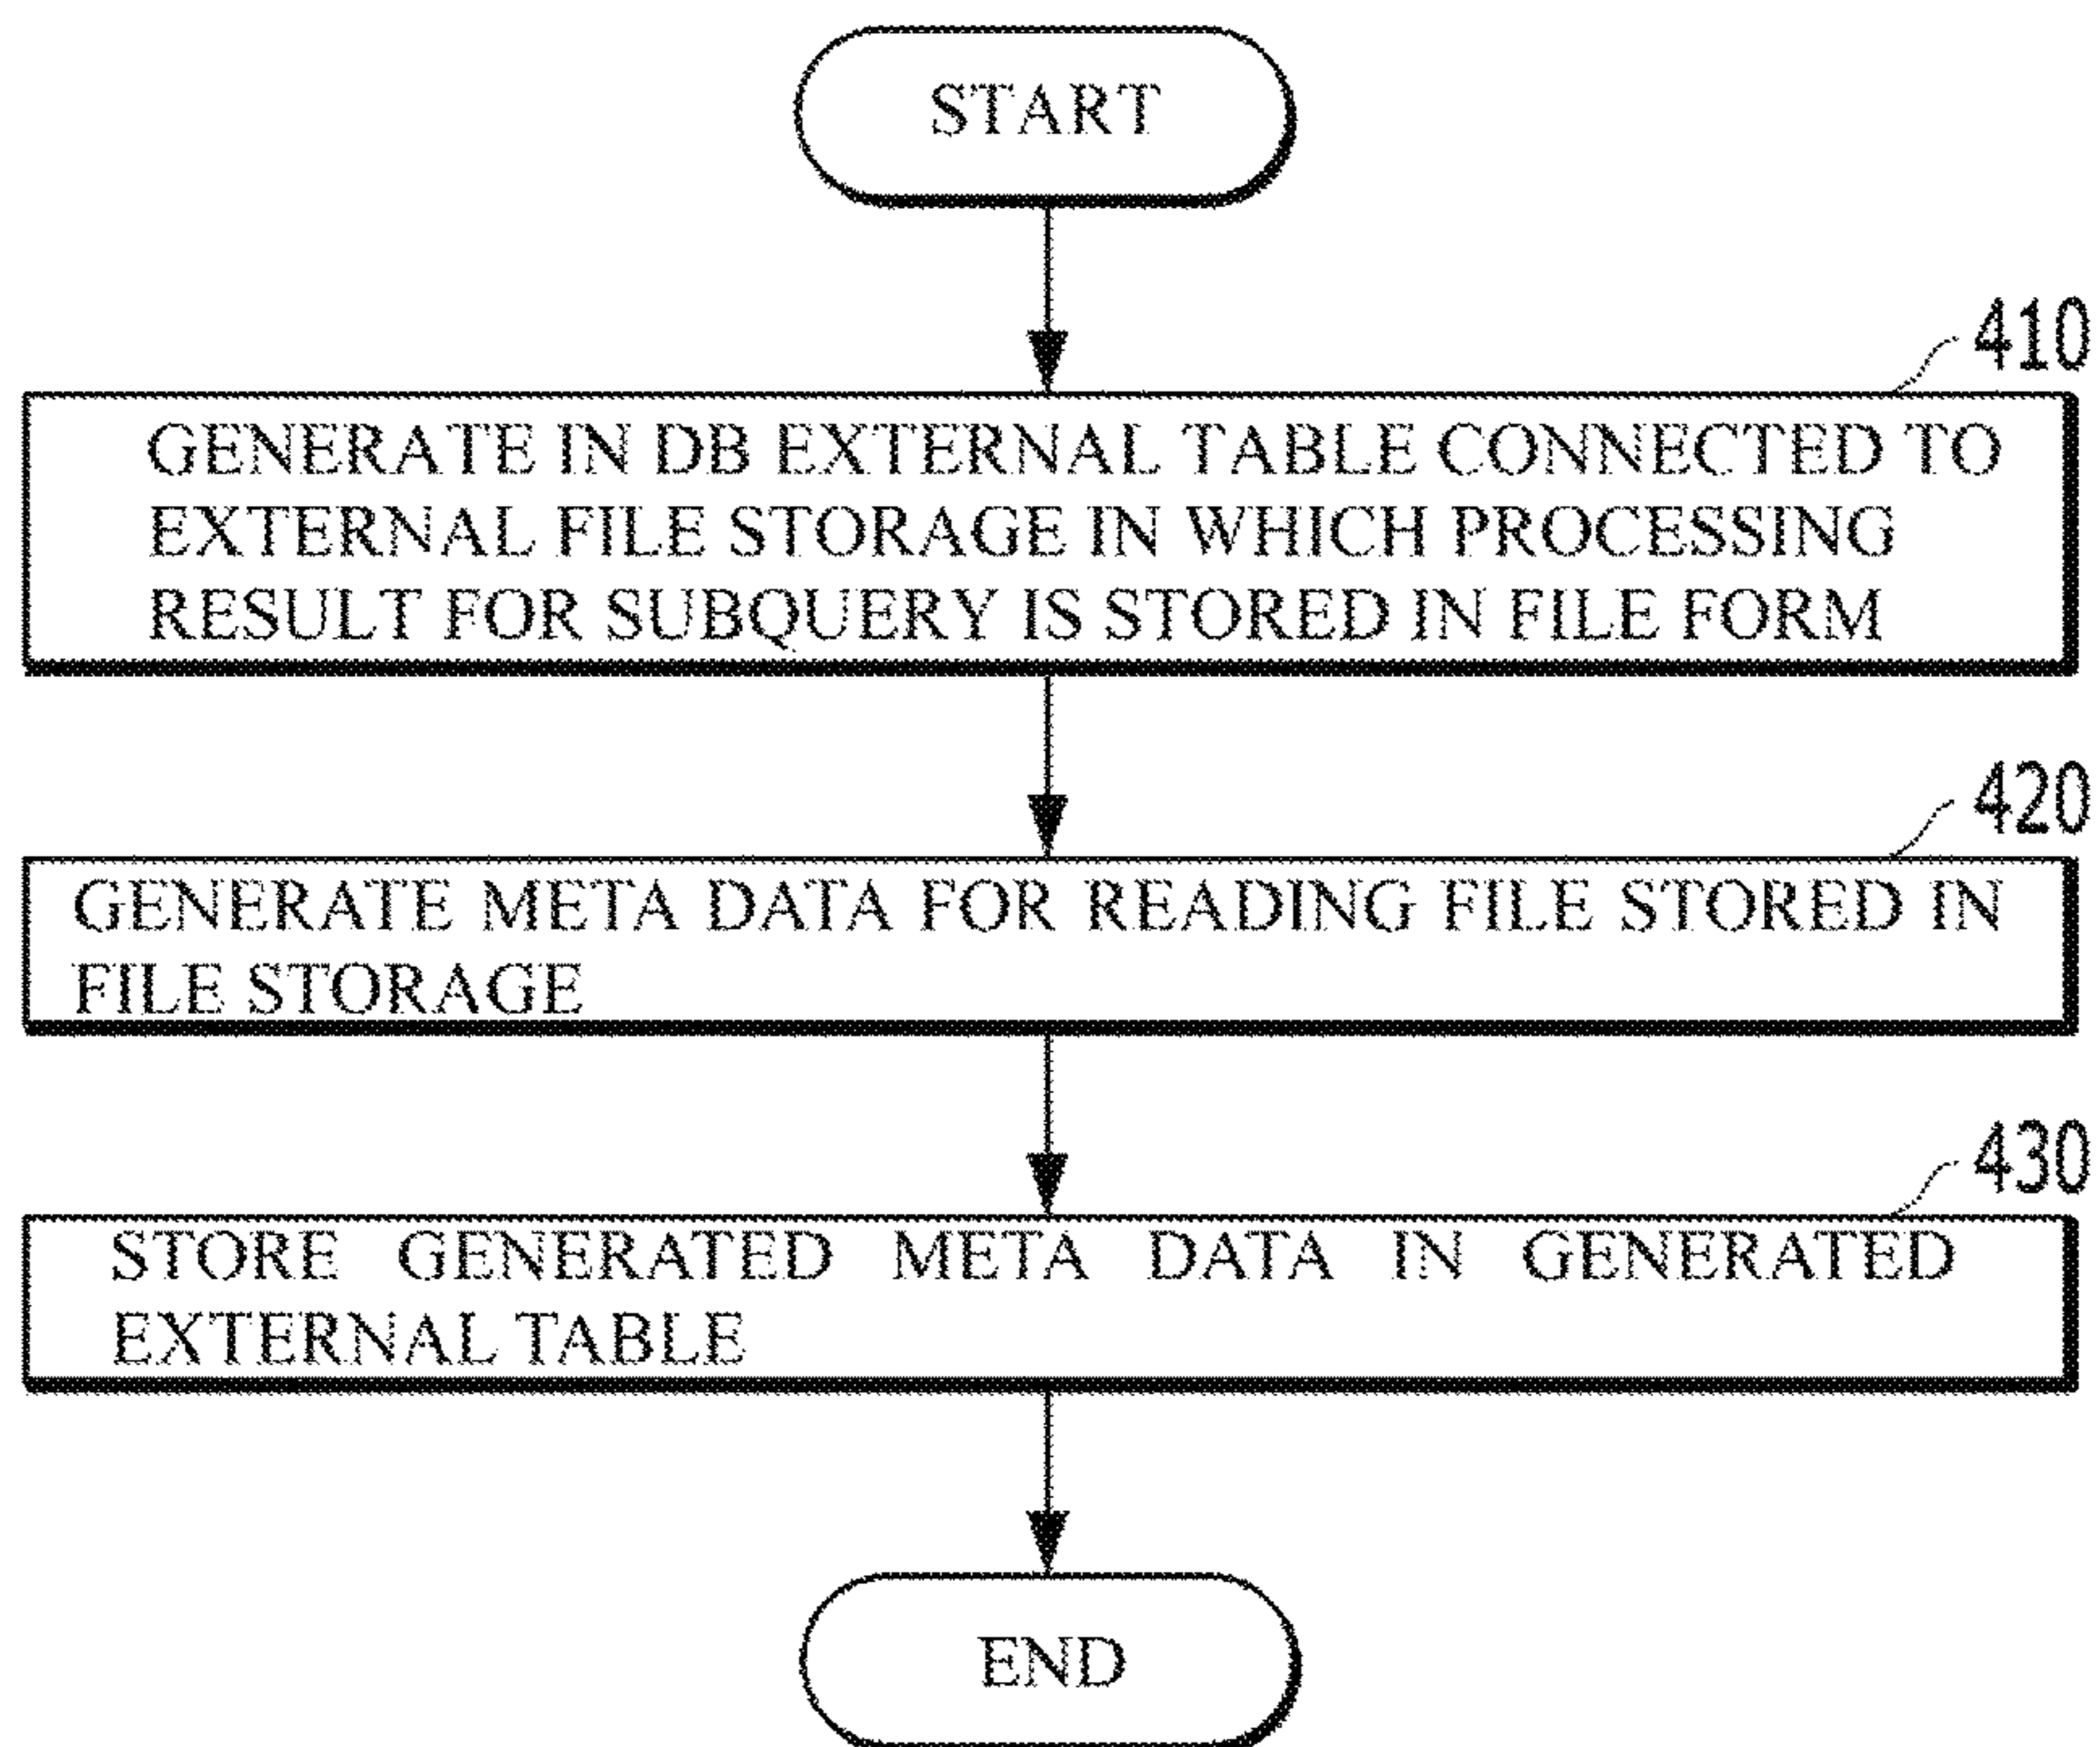 START
410
GENERATE IN DB EXTERNAL TABLE CONNECTED TO
EXTERNAL FILE STORAGE IN WHICH PROCESSING
RESULT FOR SUBQUERY IS STORED IN FILE FORM
420
GENERATE META DATA FOR READING FILE STORED IN
FILE STORAGE
430
STORE GENERATED META DATA IN GENERATED
EXTERNAL TABLE
END